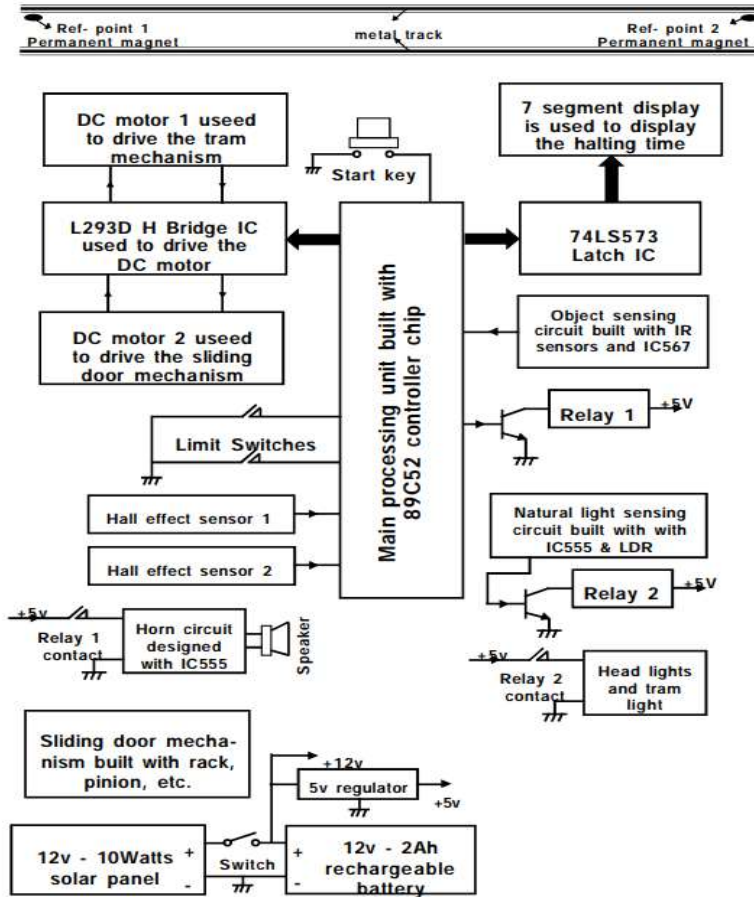 Ref- point 1
Permanent magnet
metal track
Ref- point 2
Permanent magnet
DC motor 1 useed
to drive the tram
mechanism
Start key
7 segment display
is used to display
the halting time
L293D H Bridge IC
used to drive the
DC motor
74LS573
Latch IC
DC motor 2 useed
to drive the sliding
door mechanism
Main processing unit built with
89C52 controller chip
Object sensing
circuit built with IR
sensors and IC567
Relay 1
+5V
Limit Switches
Hall effect sensor 1
Hall effect sensor 2
Natural light sensing
circuit built with with
IC555 & LDR
Relay 2
+5V
+5v
Relay 1
contact
Horn circuit
designed
with IC555
Speaker
+5v
Relay 2
contact
Head lights
and tram
light
Sliding door mecha-
nism built with rack,
pinion, etc.
+12v
5v regulator
+5v
12v - 10Watts
solar panel
+
-
Switch
+
-
12v - 2Ah
rechargeable
battery